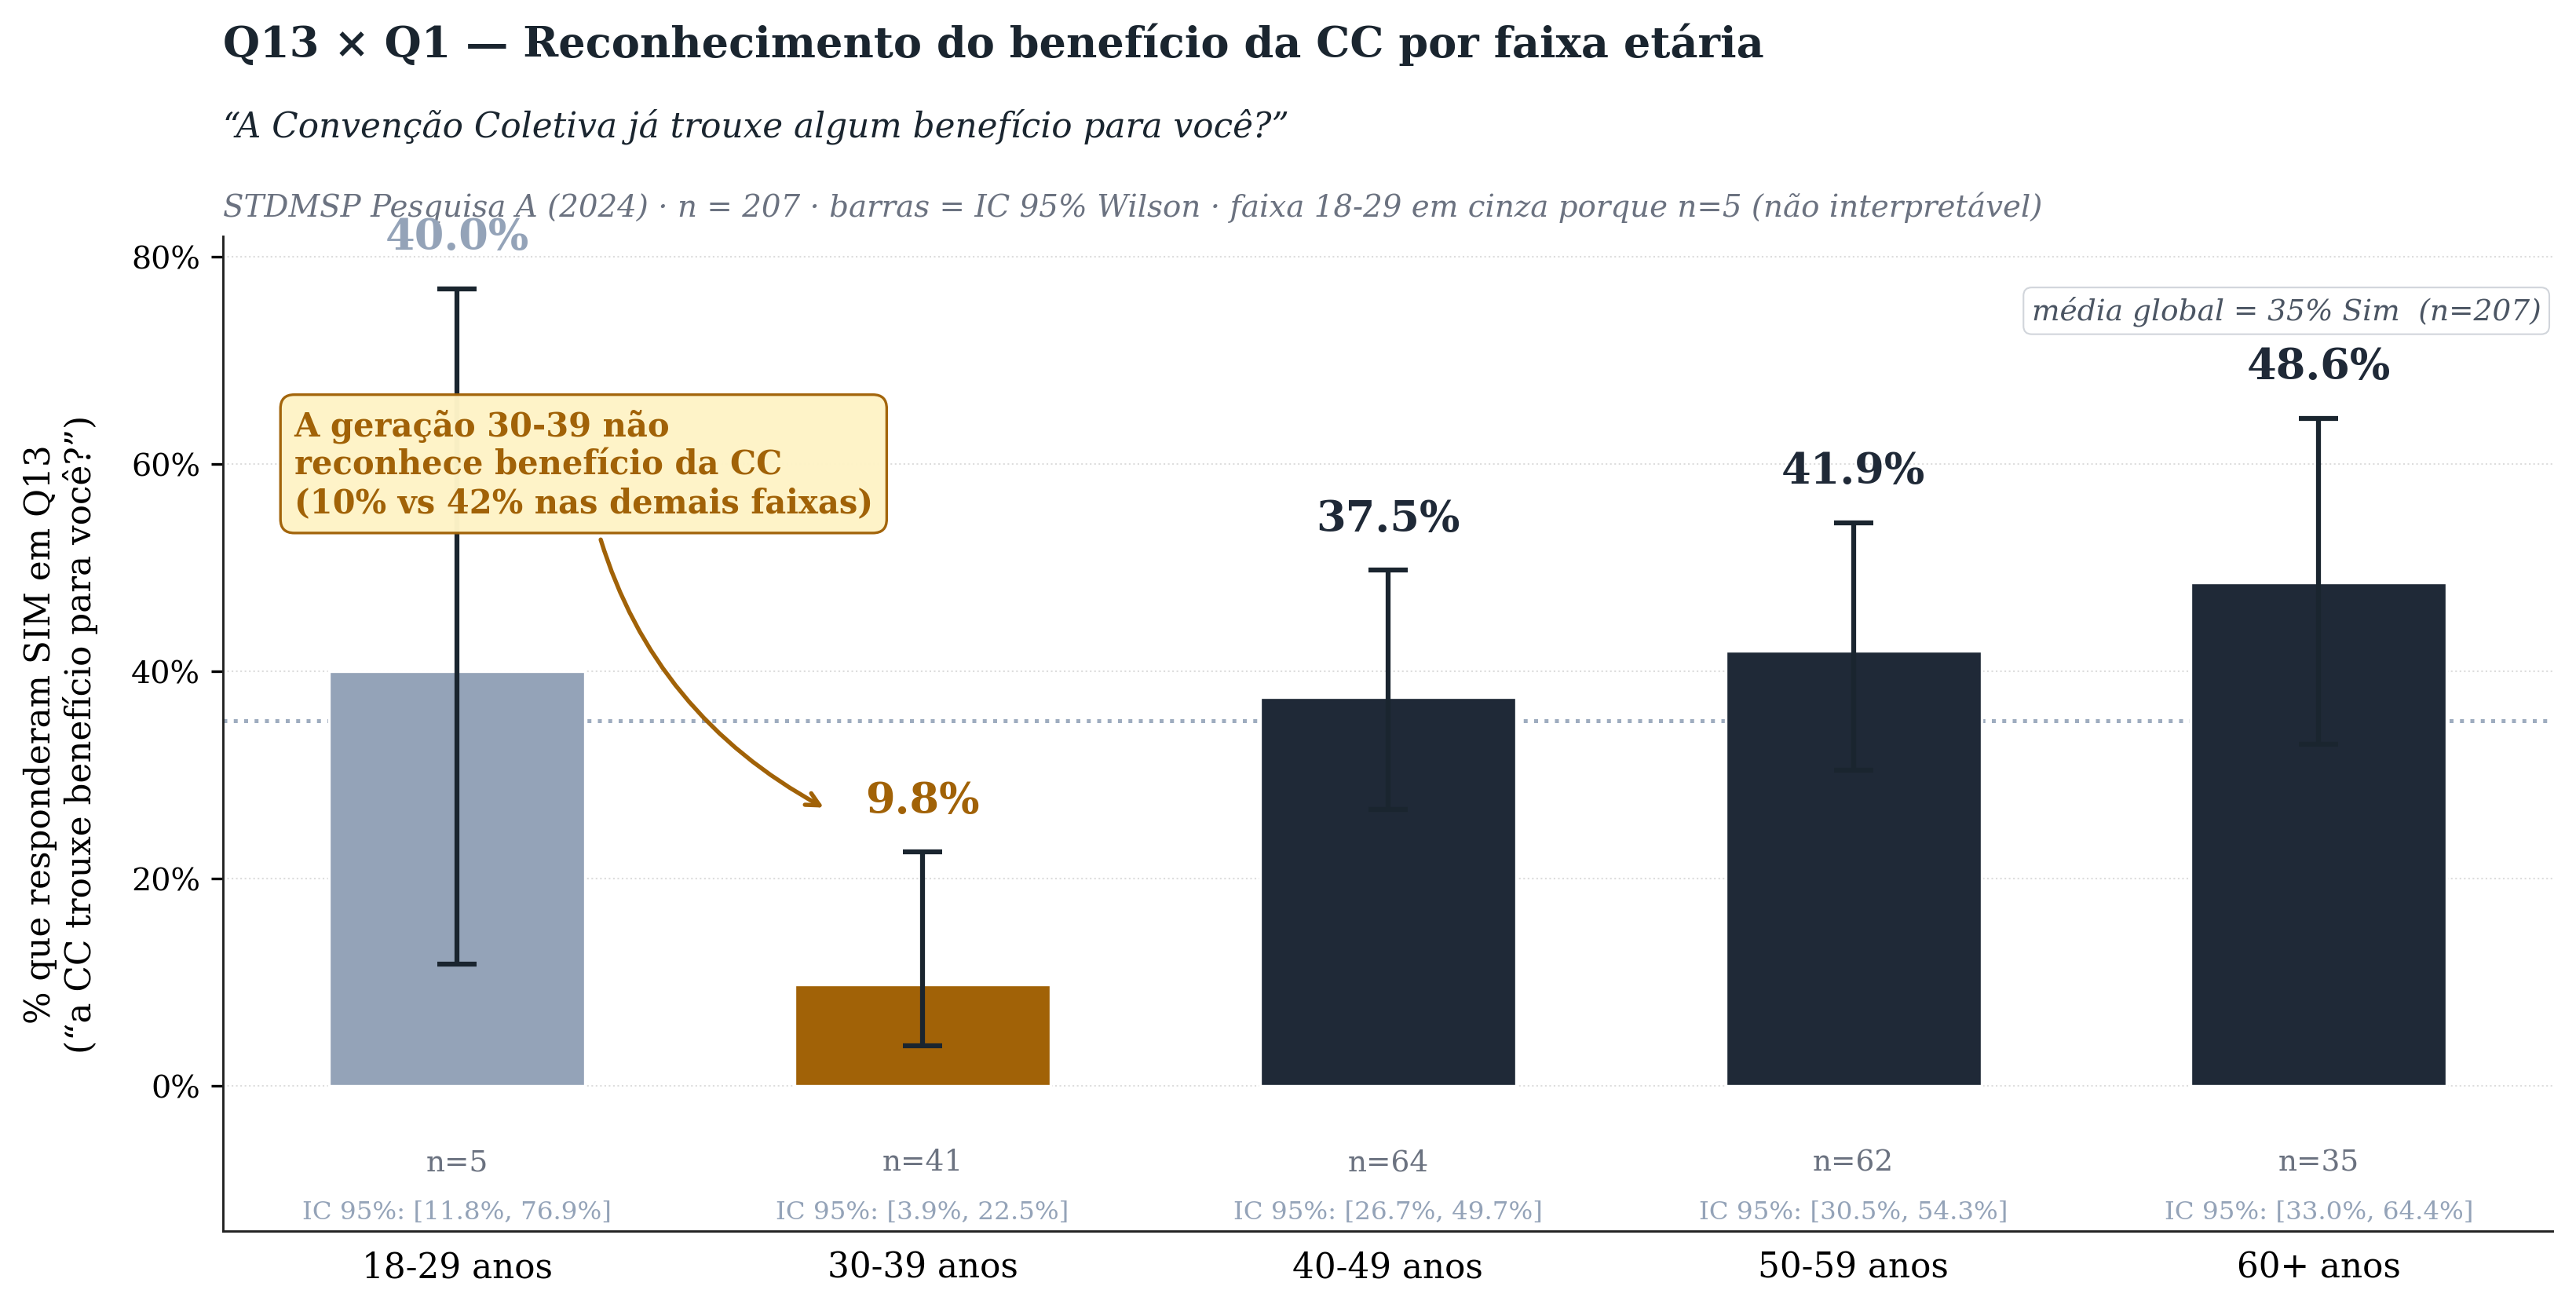 Q13 × Q1 — Reconhecimento do benefício da CC por faixa etária
“A Convenção Coletiva já trouxe algum benefício para você?”
STDMSP Pesquisa A (2024) · n = 207 · barras = IC 95% Wilson · faixa 18-29 em cinza porque n=5 (não interpretável)
% que responderam SIM em Q13
(“a CC trouxe benefício para você?”)
80%
60%
40%
20%
0%
40.0%
média global = 35% Sim (n=207)
48.6%
A geração 30-39 não
reconhece benefício da CC
(10% vs 42% nas demais faixas)
41.9%
37.5%
9.8%
n=5
n=41
n=64
n=62
n=35
IC 95%: [11.8%, 76.9%]
IC 95%: [3.9%, 22.5%]
IC 95%: [26.7%, 49.7%]
IC 95%: [30.5%, 54.3%]
IC 95%: [33.0%, 64.4%]
18-29 anos
30-39 anos
40-49 anos
50-59 anos
60+ anos